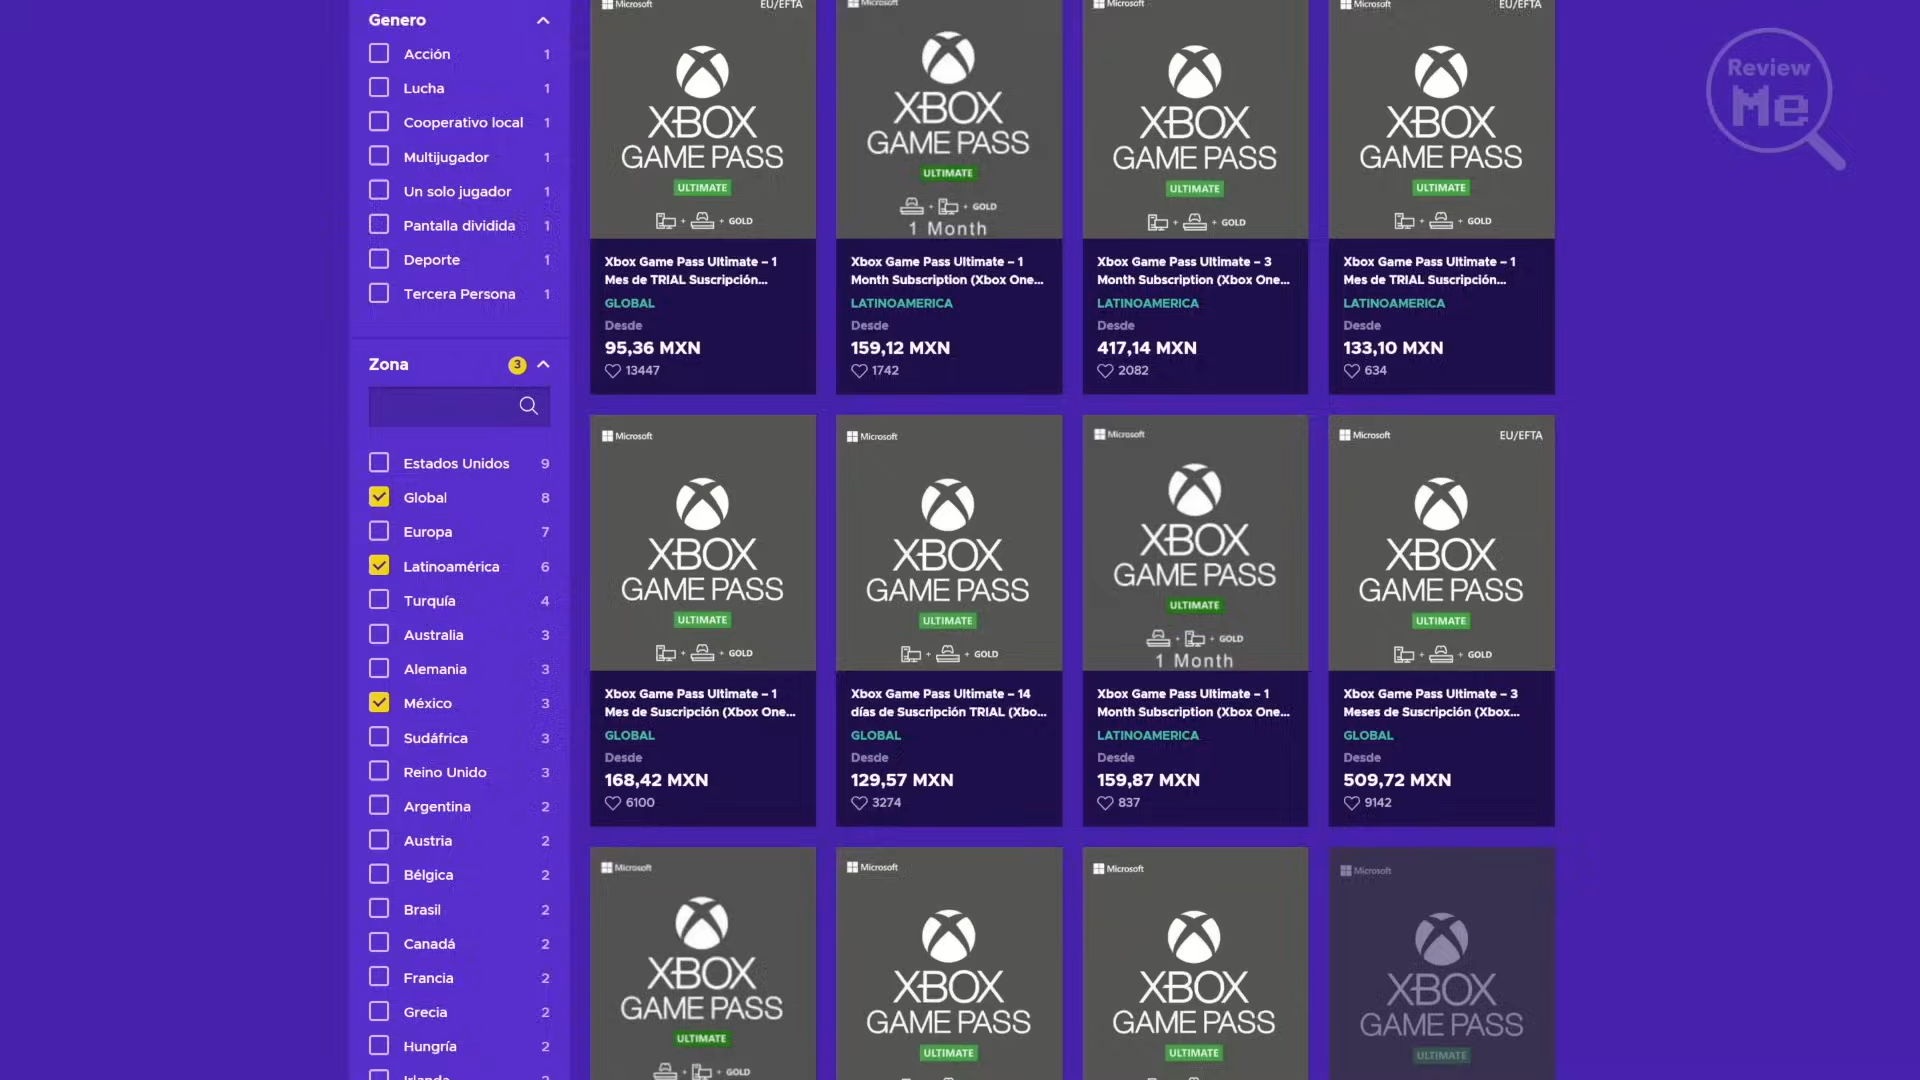 Genero
Acción 1
Lucha 1
Cooperativo local 1
Multijugador 1
Un solo jugador 1
Pantalla dividida 1
Deporte 1
Tercera Persona 1
Zona 3
Estados Unidos 9
Global 8
Europa 7
Latinoamérica 6
Turquía 4
Australia 3
Alemania 3
México 3
Sudáfrica 3
Reino Unido 3
Argentina 2
Austria 2
Bélgica 2
Brasil 2
Canadá 2
Francia 2
Grecia 2
Hungría 2
Microsoft EU/EFTA
XBOX
GAME PASS
ULTIMATE
+ + GOLD
Xbox Game Pass Ultimate – 1
Mes de TRIAL Suscripción...
GLOBAL
Desde
95,36 MXN
13447
Microsoft
XBOX
GAME PASS
ULTIMATE
+ + GOLD
1 Month
Xbox Game Pass Ultimate – 1
Month Subscription (Xbox One...
LATINOAMERICA
Desde
159,12 MXN
1742
Microsoft
XBOX
GAME PASS
ULTIMATE
+ + GOLD
Xbox Game Pass Ultimate – 3
Month Subscription (Xbox One...
LATINOAMERICA
Desde
417,14 MXN
2082
Microsoft EU/EFTA
XBOX
GAME PASS
ULTIMATE
+ + GOLD
Xbox Game Pass Ultimate – 1
Mes de TRIAL Suscripción...
LATINOAMERICA
Desde
133,10 MXN
634
Microsoft
XBOX
GAME PASS
ULTIMATE
+ + GOLD
Xbox Game Pass Ultimate – 1
Mes de Suscripción (Xbox One...
GLOBAL
Desde
168,42 MXN
6100
Microsoft
XBOX
GAME PASS
ULTIMATE
+ + GOLD
Xbox Game Pass Ultimate – 14
días de Suscripción TRIAL (Xbo...
GLOBAL
Desde
129,57 MXN
3274
Microsoft
XBOX
GAME PASS
ULTIMATE
+ + GOLD
1 Month
Xbox Game Pass Ultimate – 1
Month Subscription (Xbox One...
LATINOAMERICA
Desde
159,87 MXN
837
Microsoft EU/EFTA
XBOX
GAME PASS
ULTIMATE
+ + GOLD
Xbox Game Pass Ultimate – 3
Meses de Suscripción (Xbox...
GLOBAL
Desde
509,72 MXN
9142
Microsoft
XBOX
GAME PASS
ULTIMATE
+ + GOLD
Microsoft
XBOX
GAME PASS
ULTIMATE
Microsoft
XBOX
GAME PASS
ULTIMATE
Microsoft
XBOX
GAME PASS
ULTIMATE
Review
Me